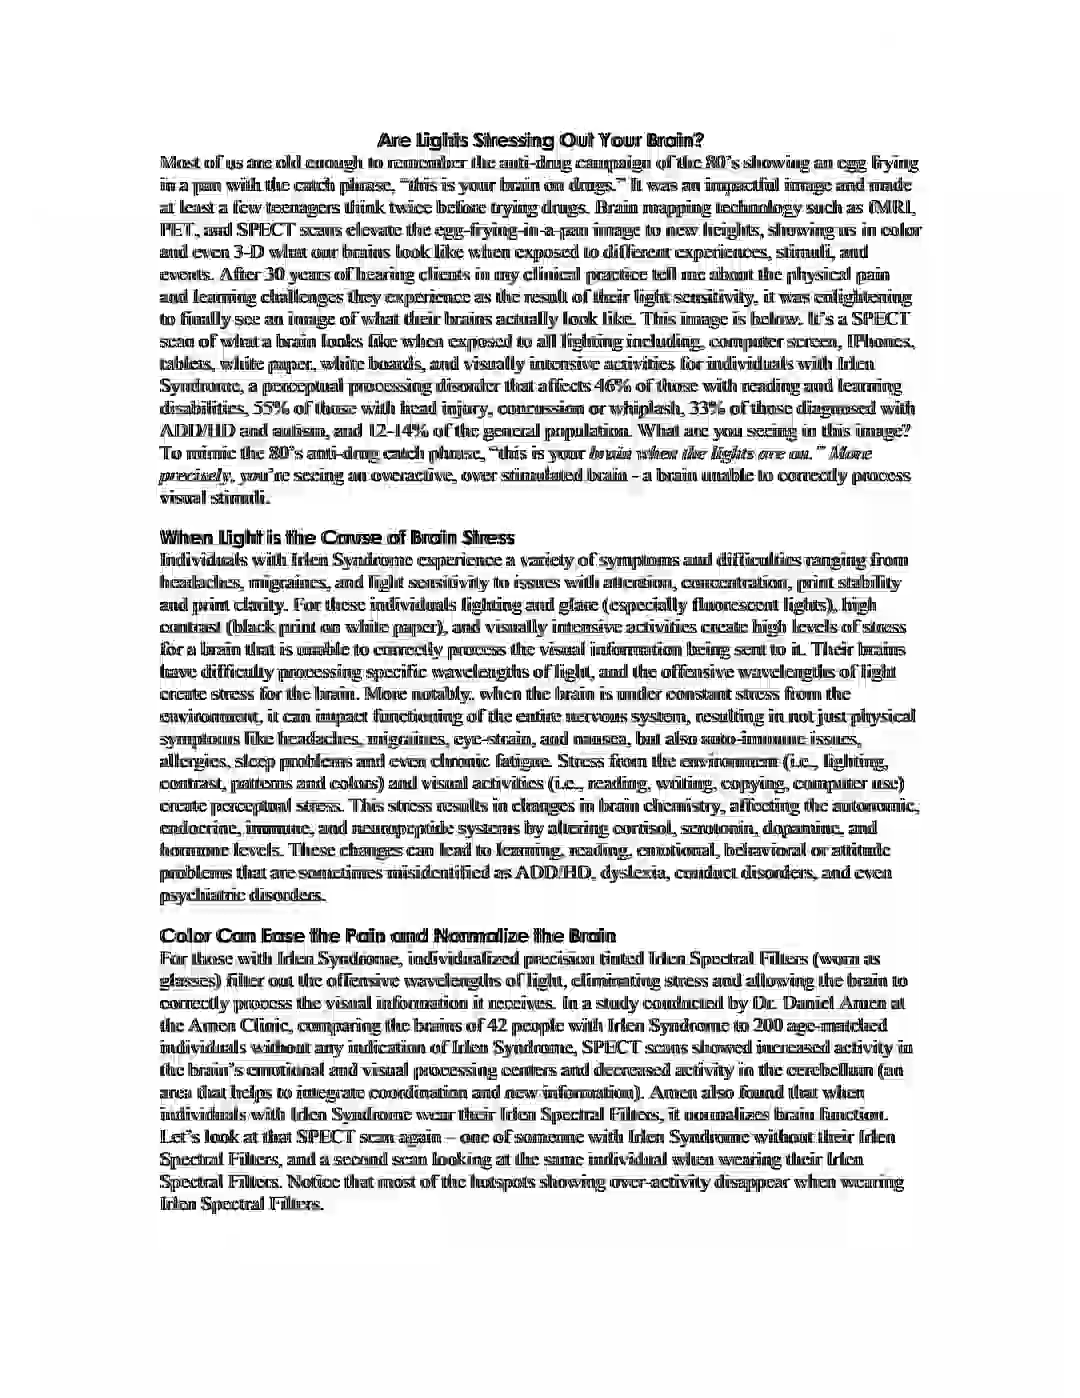 Are Lights Stressing Out Your Brain?
Most of us are old enough to remember the anti-drug campaign of the 80's showing an egg frying
in a pan with the catch phrase, "this is your brain on drugs." It was an impactful image and made
at least a few teenagers think twice before trying drugs. Brain mapping technology such as fMRI,
PET, and SPECT scans elevate the egg-frying-in-a-pan image to new heights, showing us in color
and even 3-D what our brains look like when exposed to different experiences, stimuli, and
events. After 30 years of hearing clients in my clinical practice tell me about the physical pain
and learning challenges they experience as the result of their light sensitivity, it was enlightening
to finally see an image of what their brains actually look like. This image is below. It's a SPECT
scan of what a brain looks like when exposed to all lighting including, computer screen, IPhones,
tablets, white paper, white boards, and visually intensive activities for individuals with Irlen
Syndrome, a perceptual processing disorder that affects 46% of those with reading and learning
disabilities, 55% of those with head injury, concussion or whiplash, 33% of those diagnosed with
ADD/HD and autism, and 12-14% of the general population. What are you seeing in this image?
To mimic the 80's anti-drug catch phrase, "this is your brain when the lights are on." More
precisely, you're seeing an overactive, over stimulated brain - a brain unable to correctly process
visual stimuli.
When Light is the Cause of Brain Stress
Individuals with Irlen Syndrome experience a variety of symptoms and difficulties ranging from
headaches, migraines, and light sensitivity to issues with attention, concentration, print stability
and print clarity. For these individuals lighting and glare (especially fluorescent lights), high
contrast (black print on white paper), and visually intensive activities create high levels of stress
for a brain that is unable to correctly process the visual information being sent to it. Their brains
have difficulty processing specific wavelengths of light, and the offensive wavelengths of light
create stress for the brain. More notably.. when the brain is under constant stress from the
environment, it can impact functioning of the entire nervous system, resulting in not just physical
symptoms like headaches, migraines, eye-strain, and nausea, but also auto-immune issues,
allergies, sleep problems and even chronic fatigue. Stress from the environment (i.e., lighting,
contrast, patterns and colors) and visual activities (i.e., reading, writing, copying, computer use)
create perceptual stress. This stress results in changes in brain chemistry, affecting the autonomic,
endocrine, immune, and neuropeptide systems by altering cortisol, serotonin, dopamine, and
hormone levels. These changes can lead to learning, reading, emotional, behavioral or attitude
problems that are sometimes misidentified as ADD/HD, dyslexia, conduct disorders, and even
psychiatric disorders.
Color Can Ease the Pain and Normalize the Brain
For those with Irlen Syndrome, individualized precision tinted Irlen Spectral Filters (worn as
glasses) filter out the offensive wavelengths of light, eliminating stress and allowing the brain to
correctly process the visual information it receives. In a study conducted by Dr. Daniel Amen at
the Amen Clinic, comparing the brains of 42 people with Irlen Syndrome to 200 age-matched
individuals without any indication of Irlen Syndrome, SPECT scans showed increased activity in
the brain's emotional and visual processing centers and decreased activity in the cerebellum (an
area that helps to integrate coordination and new information). Amen also found that when
individuals with Irlen Syndrome wear their Irlen Spectral Filters, it normalizes brain function.
Let's look at that SPECT scan again – one of someone with Irlen Syndrome without their Irlen
Spectral Filters, and a second scan looking at the same individual when wearing their Irlen
Spectral Filters. Notice that most of the hotspots showing over-activity disappear when wearing
Irlen Spectral Filters.